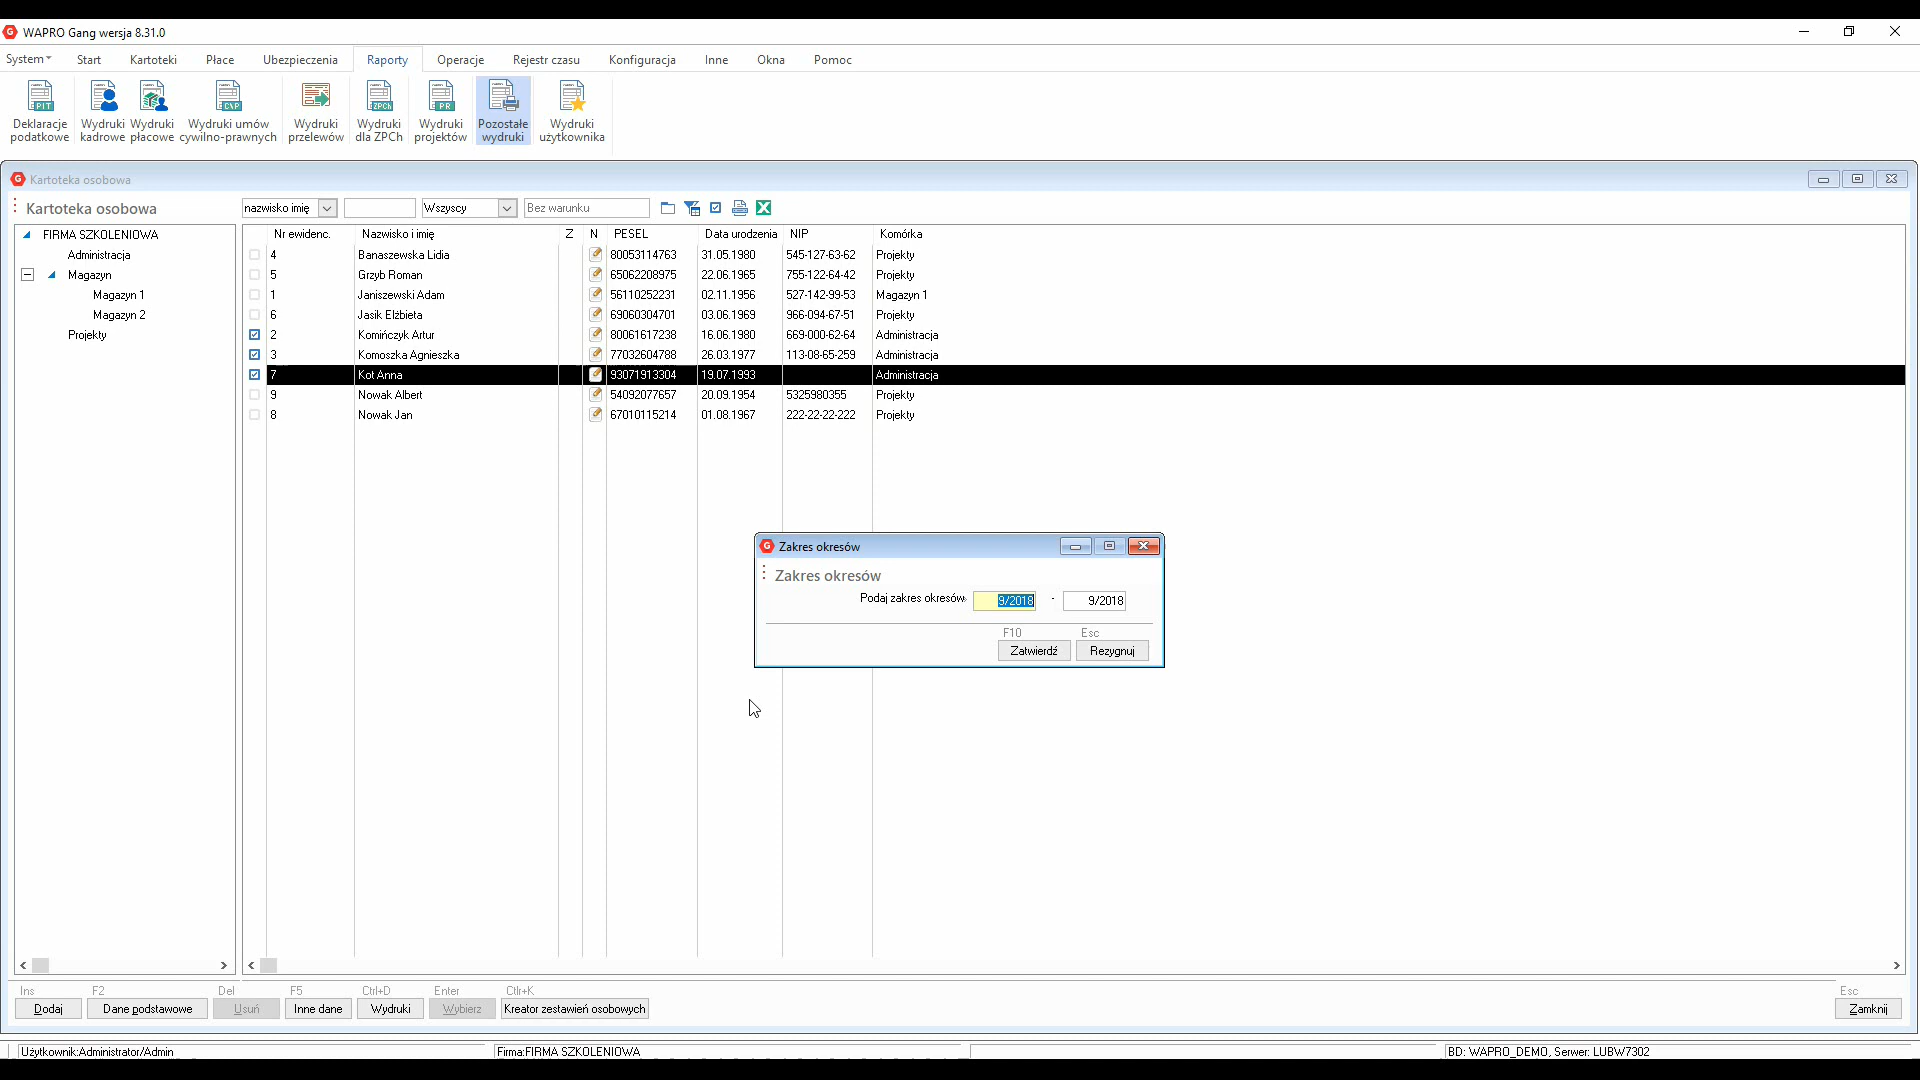 WAPRO Gang wersja 8.31.0
System Start Kartoteki Płace Ubezpieczenia Raporty Operacje Rejestr czasu Konfiguracja Inne Okna Pomoc
PIT CNP ZPCh PR
Deklaracje podatkowe
Wydruki kadrowe
Wydruki płacowe
Wydruki umów cywilno-prawnych
Wydruki przelewów
Wydruki dla ZPCh
Wydruki projektów
Pozostałe wydruki
Wydruki użytkownika
Kartoteka osobowa
Kartoteka osobowa nazwisko imię Wszyscy Bez warunku
FIRMA SZKOLENIOWA
Administracja
Magazyn
Magazyn 1
Magazyn 2
Projekty
Nr ewidenc. Nazwisko i imię Z N PESEL Data urodzenia NIP Komórka
4 Banaszewska Lidia 80053114763 31.05.1980 545-127-63-62 Projekty
5 Grzyb Roman 65062208975 22.06.1965 755-122-64-42 Projekty
1 Janiszewski Adam 56110252231 02.11.1956 527-142-99-53 Magazyn 1
6 Jasik Elżbieta 69060304701 03.06.1969 966-094-67-51 Projekty
2 Komińczyk Artur 80061617238 16.06.1980 669-000-62-64 Administracja
3 Komoszka Agnieszka 77032604788 26.03.1977 113-08-65-259 Administracja
7 Kot Anna 93071913304 19.07.1993 Administracja
9 Nowak Albert 54092077657 20.09.1954 5325980355 Projekty
8 Nowak Jan 67010115214 01.08.1967 222-22-22-222 Projekty
Zakres okresów
Zakres okresów
Podaj zakres okresów: 9/2018 - 9/2018
F10 Esc
Zatwierdź Rezygnuj
Ins F2 Del F5 Ctrl+D Enter Ctlr+K Esc
Dodaj Dane podstawowe Usuń Inne dane Wydruki Wybierz Kreator zestawień osobowych Zamknij
Użytkownik:Administrator/Admin Firma:FIRMA SZKOLENIOWA BD: WAPRO_DEMO, Serwer: LUBW7302